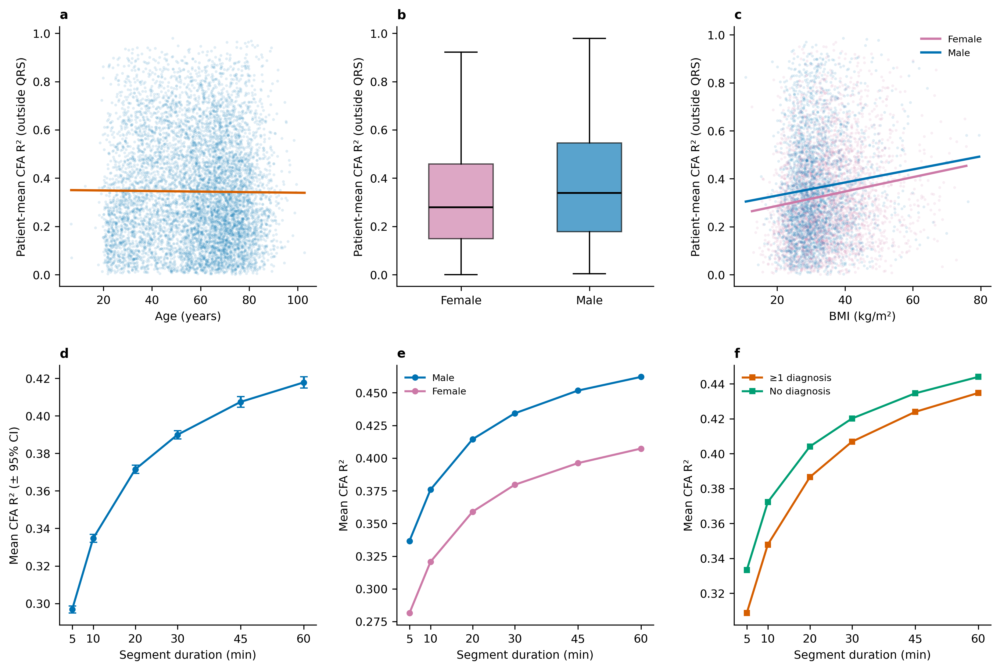 a
1.0
0.8
0.6
0.4
0.2
0.0
Patient-mean CFA R² (outside QRS)
20 40 60 80 100
Age (years)
b
1.0
0.8
0.6
0.4
0.2
0.0
Patient-mean CFA R² (outside QRS)
Female Male
c
1.0
0.8
0.6
0.4
0.2
0.0
Patient-mean CFA R² (outside QRS)
Female
Male
20 40 60 80
BMI (kg/m²)
d
0.42
0.40
0.38
0.36
0.34
0.32
0.30
Mean CFA R² (± 95% CI)
5 10 20 30 45 60
Segment duration (min)
e
Male
Female
0.450
0.425
0.400
0.375
0.350
0.325
0.300
0.275
Mean CFA R²
5 10 20 30 45 60
Segment duration (min)
f
≥1 diagnosis
No diagnosis
0.44
0.42
0.40
0.38
0.36
0.34
0.32
Mean CFA R²
5 10 20 30 45 60
Segment duration (min)